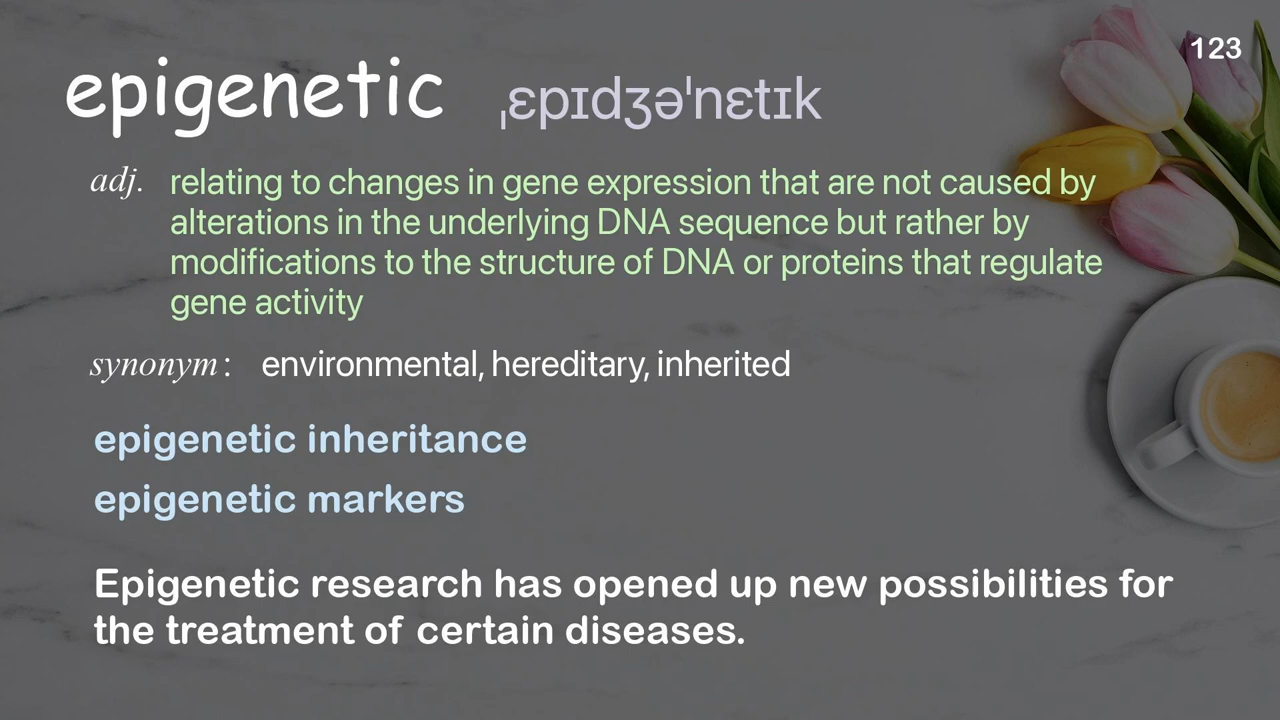 123
epigenetic ˌɛpɪdʒəˈnɛtɪk
adj. relating to changes in gene expression that are not caused by
alterations in the underlying DNA sequence but rather by
modifications to the structure of DNA or proteins that regulate
gene activity
synonym: environmental, hereditary, inherited
epigenetic inheritance
epigenetic markers
Epigenetic research has opened up new possibilities for
the treatment of certain diseases.